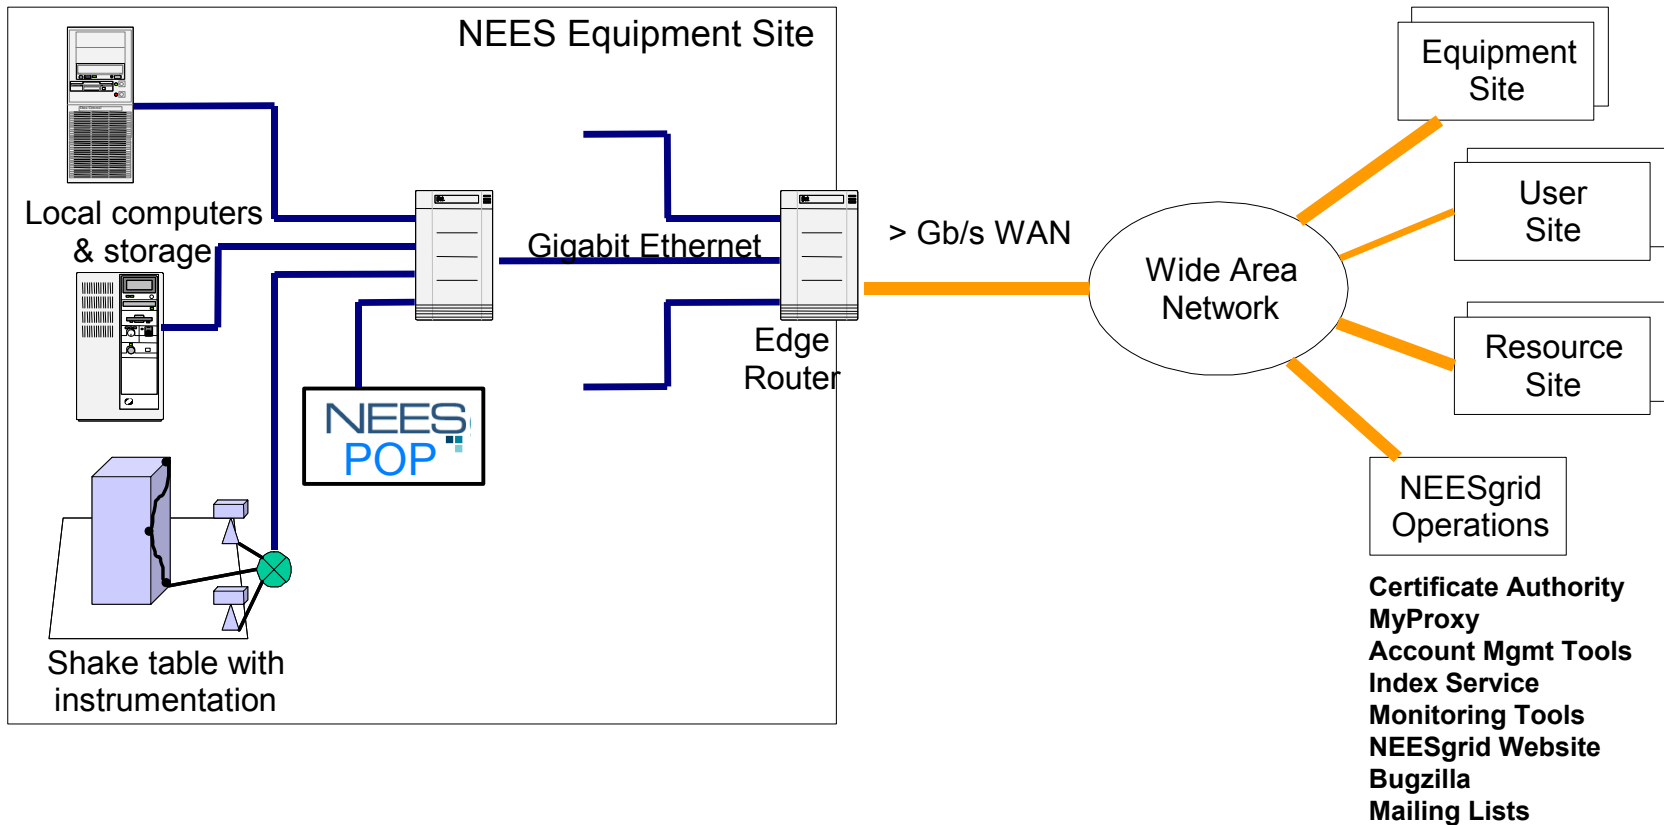 NEES Equipment Site
Local computers
& storage
Gigabit Ethernet
Edge
Router
NEES
POP
Shake table with
instrumentation
> Gb/s WAN
Wide Area
Network
Equipment
Site
User
Site
Resource
Site
NEESgrid
Operations
Certificate Authority
MyProxy
Account Mgmt Tools
Index Service
Monitoring Tools
NEESgrid Website
Bugzilla
Mailing Lists